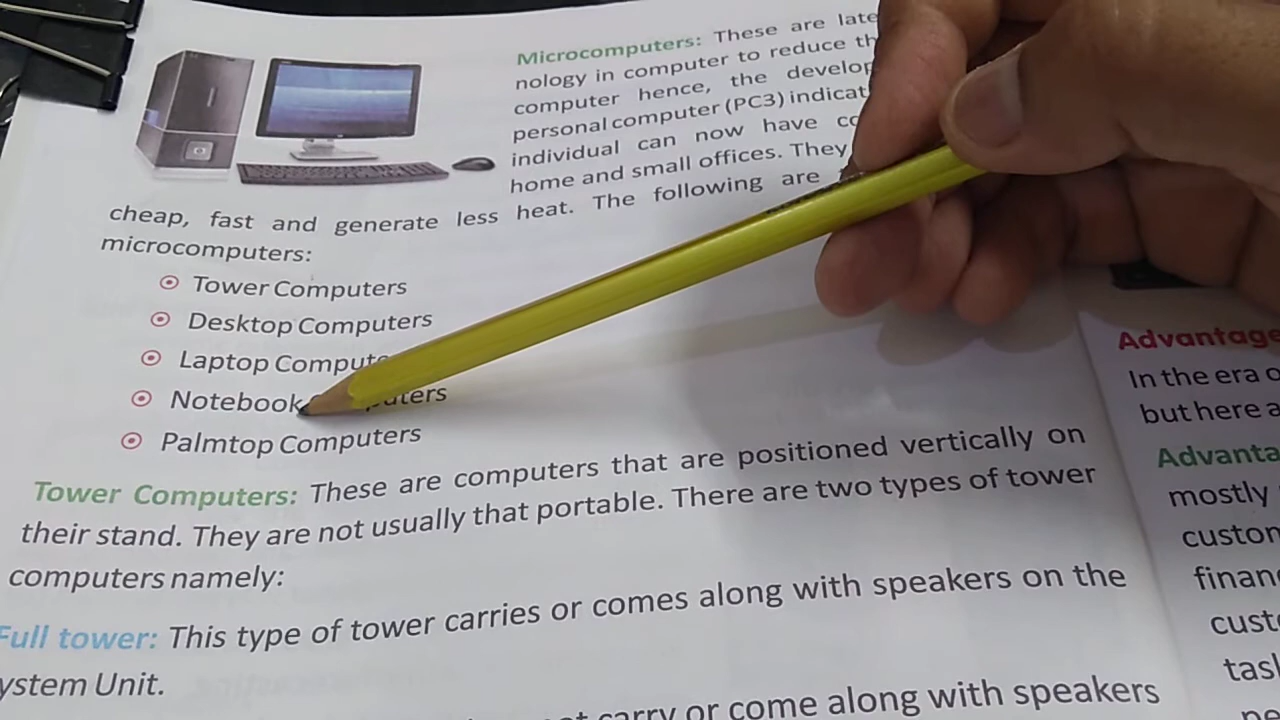 Microcomputers: These are late
nology in computer to reduce th
computer hence, the develop
personal computer (PC3) indicat
individual can now have co
home and small offices. They
cheap, fast and generate less heat. The following are
microcomputers:
Tower Computers
Desktop Computers
Laptop Compute
Notebook uters
Palmtop Computers
Tower Computers: These are computers that are positioned vertically on
their stand. They are not usually that portable. There are two types of tower
computers namely:
Full tower: This type of tower carries or comes along with speakers on the
ystem Unit.
carry or come along with speakers
Advantage
In the era o
but here a
Advanta
mostly
custon
finan
cust
task